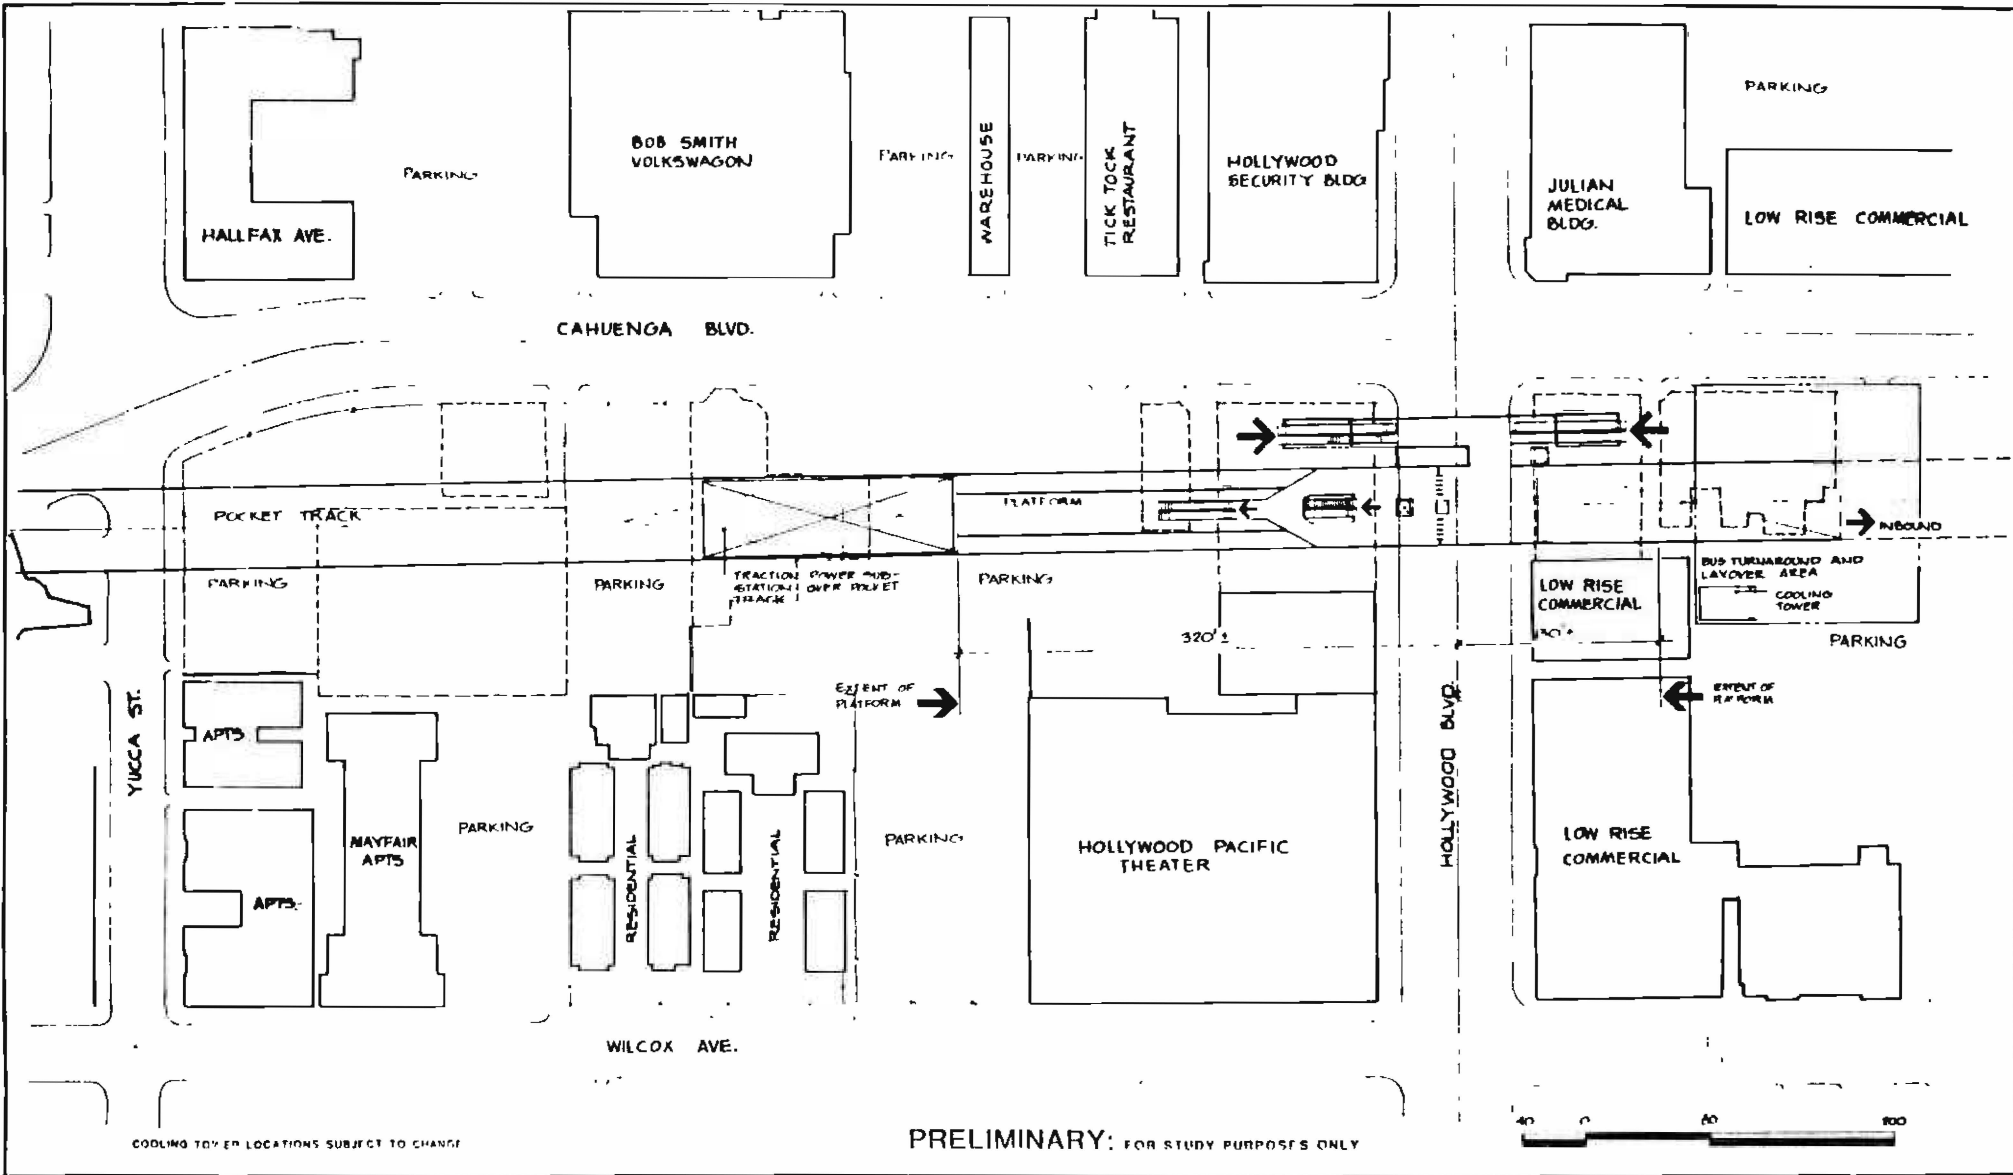 PARKING
BOB SMITH
VOLKSWAGON
PARKING
WAREHOUSE
PARKING
TICK TOCK
RESTAURANT
HOLLYWOOD
SECURITY BLDG
JULIAN
MEDICAL
BLDG.
PARKING
LOW RISE COMMERCIAL
HALLFAX AVE.
CAHUENGA BLVD.
POCKET TRACK
PLATFORM
INBOUND
PARKING
PARKING
TRACTION POWER SUB-
STATION OVER POCKET
TRACK
PARKING
LOW RISE
COMMERCIAL
BUS TURNAROUND AND
LAYOVER AREA
COOLING
TOWER
320'±
PARKING
EXTENT OF
PLATFORM
EXTENT OF
PLATFORM
YUCCA ST.
APTS.
MAYFAIR
APTS
PARKING
RESIDENTIAL
RESIDENTIAL
PARKING
HOLLYWOOD PACIFIC
THEATER
HOLLYWOOD BLVD.
LOW RISE
COMMERCIAL
APTS.
WILCOX AVE.
COOLING TOWER LOCATIONS SUBJECT TO CHANGE
PRELIMINARY: FOR STUDY PURPOSES ONLY
40 0